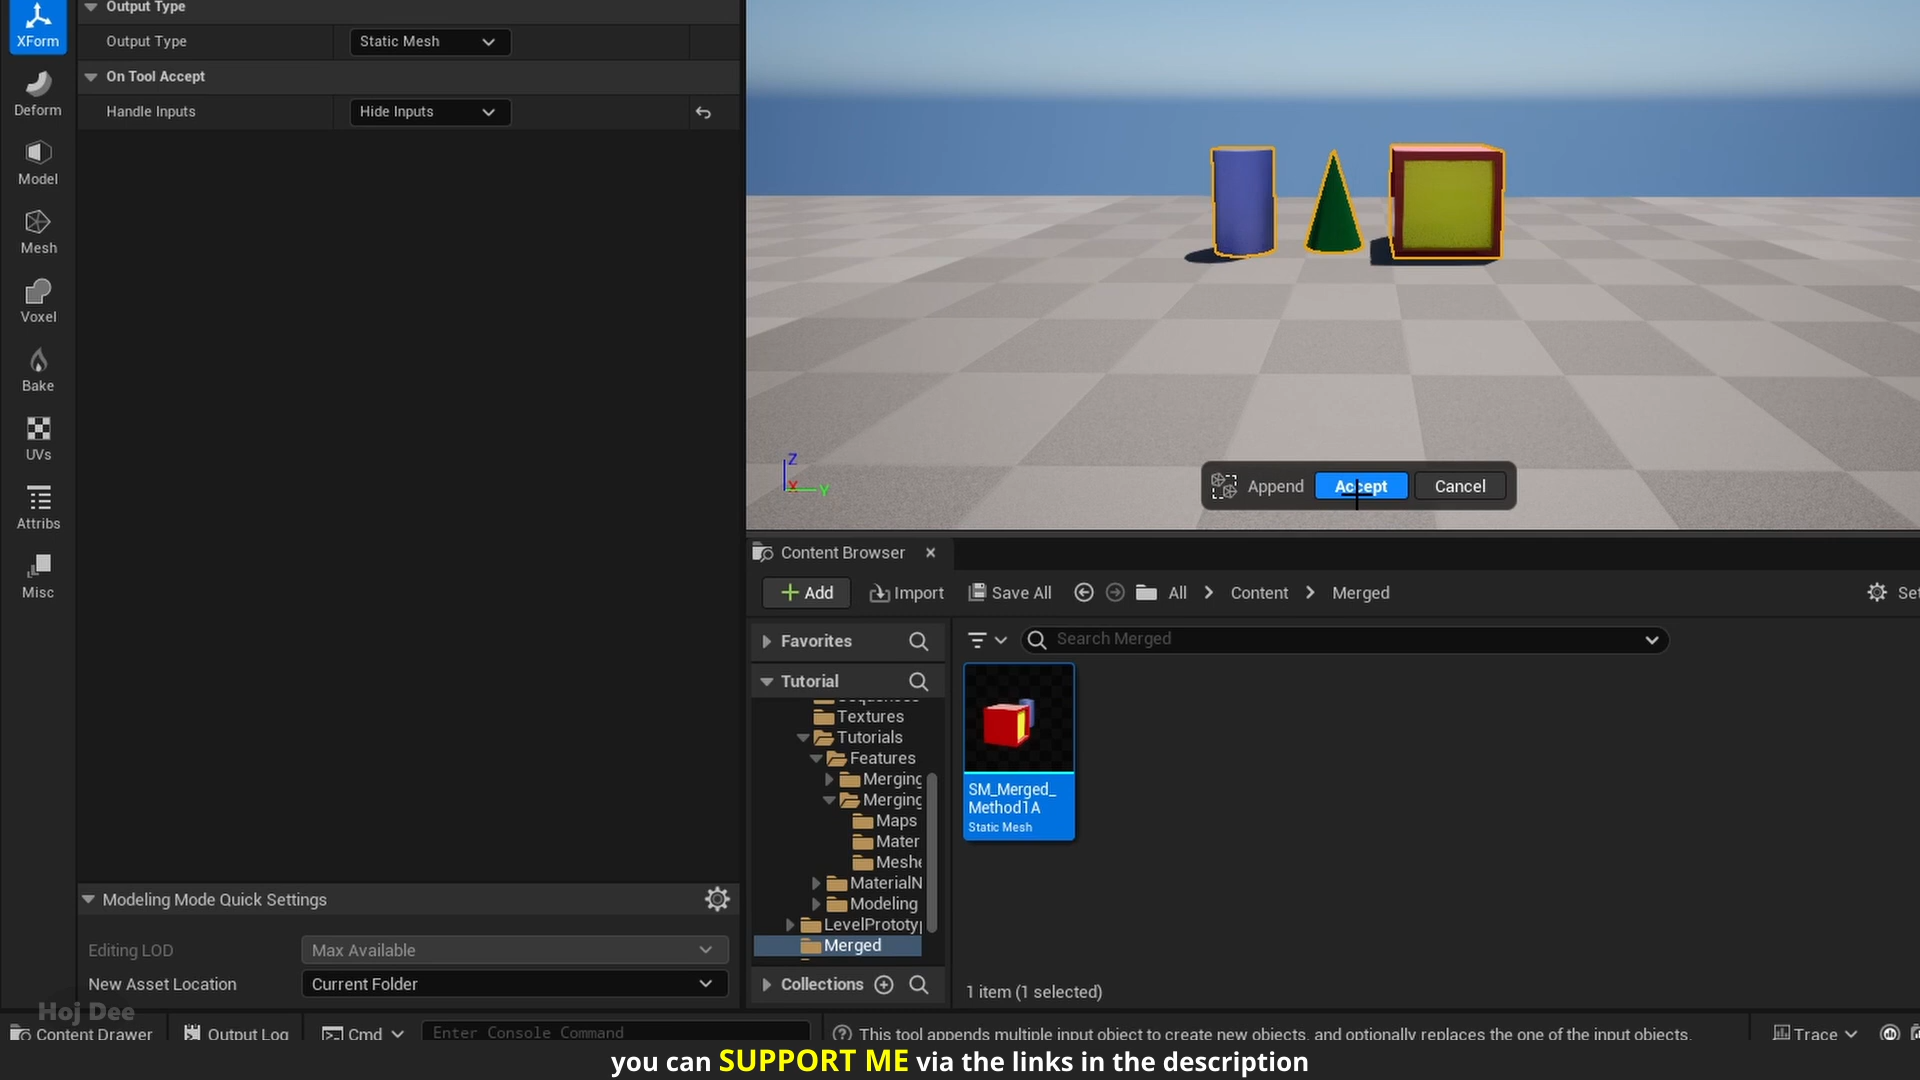 XForm
Deform
Model
Mesh
Voxel
Bake
UVs
Attribs
Misc
Output Type
Output Type
Static Mesh
On Tool Accept
Handle Inputs
Hide Inputs
Modeling Mode Quick Settings
Editing LOD
Max Available
New Asset Location
Current Folder
Hoj Dee
Z
X
Y
Append
Accept
Cancel
Content Browser
Add
Import
Save All
All
Content
Merged
Set
Favorites
Search Merged
Tutorial
Textures
Tutorials
Features
Merging
Merging
Maps
Mater
Meshe
MaterialN
Modeling
LevelPrototyp
Merged
Collections
SM_Merged_
Method1A
Static Mesh
1 item (1 selected)
Content Drawer
Output Log
Cmd
Enter Console Command
This tool appends multiple input object to create new objects, and optionally replaces the one of the input objects.
Trace
you can SUPPORT ME via the links in the description